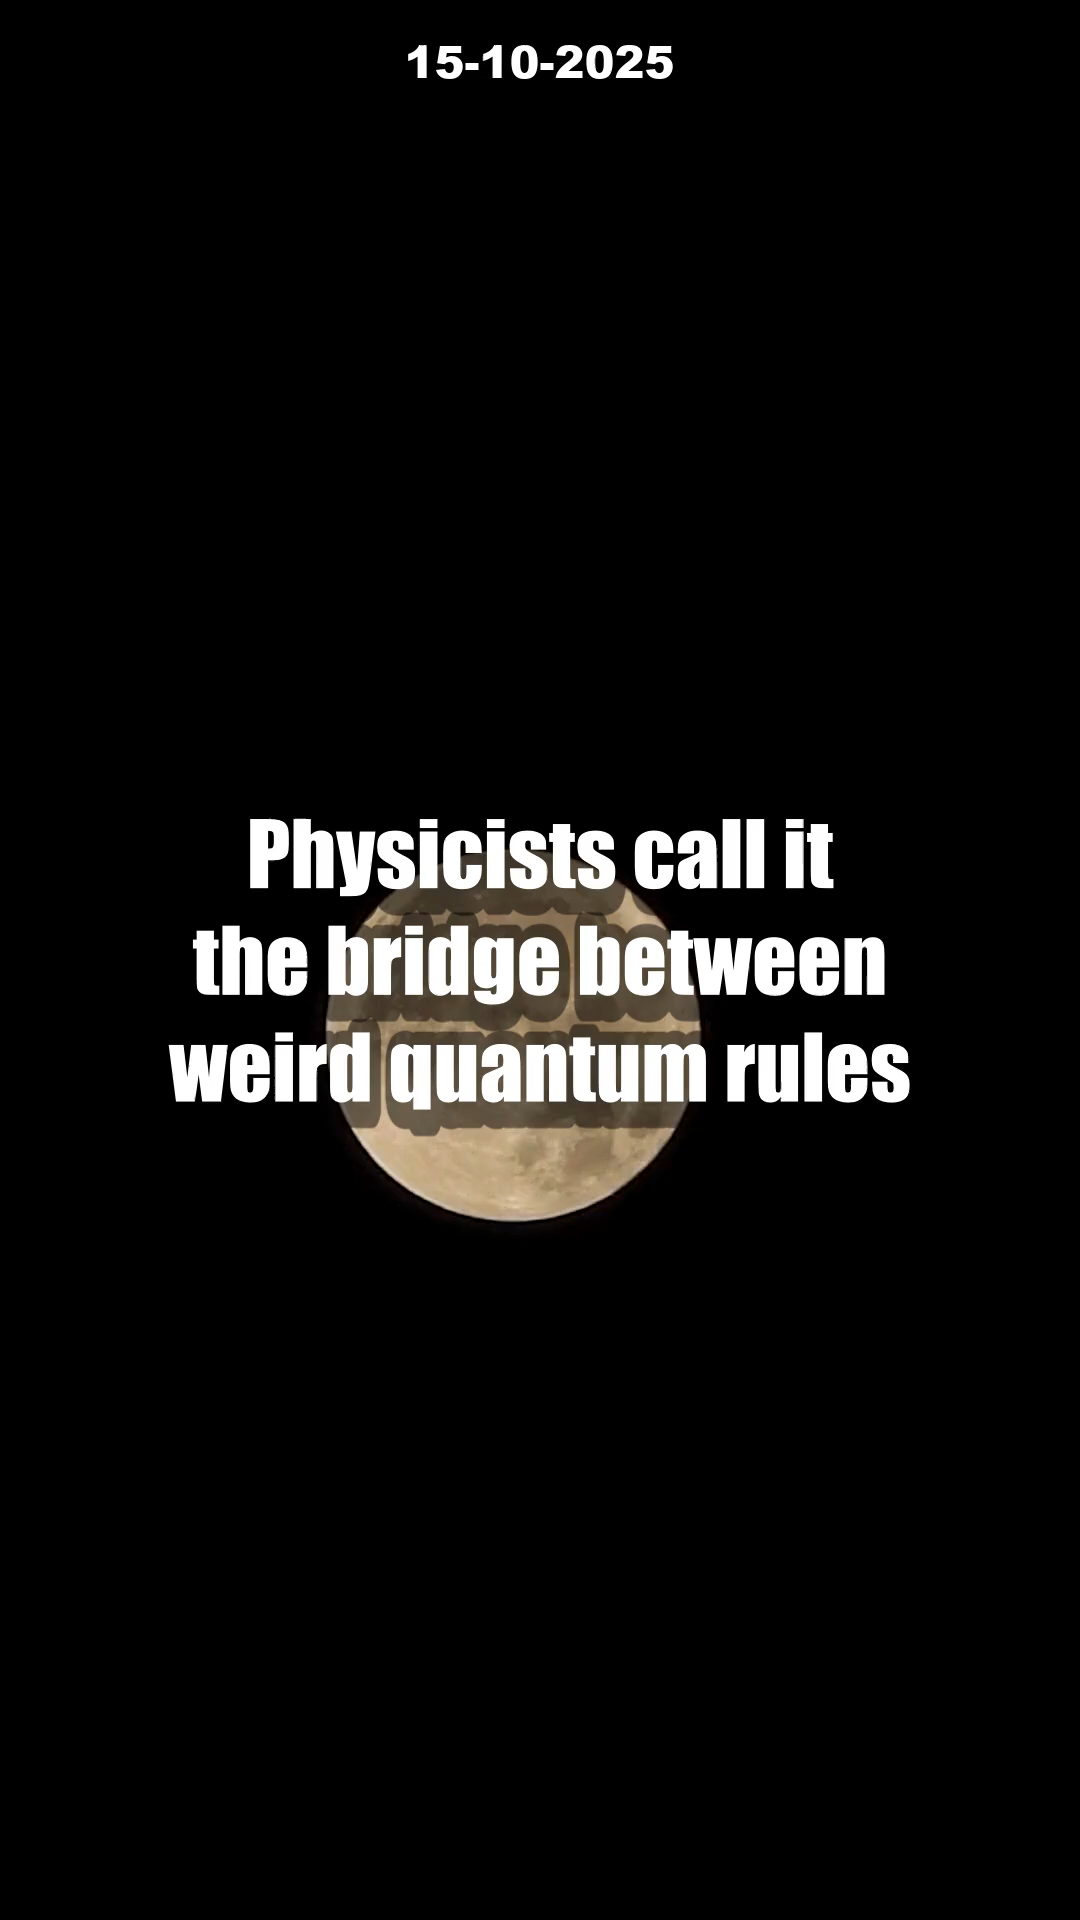 15-10-2025
Physicists call it
the bridge between
weird quantum rules